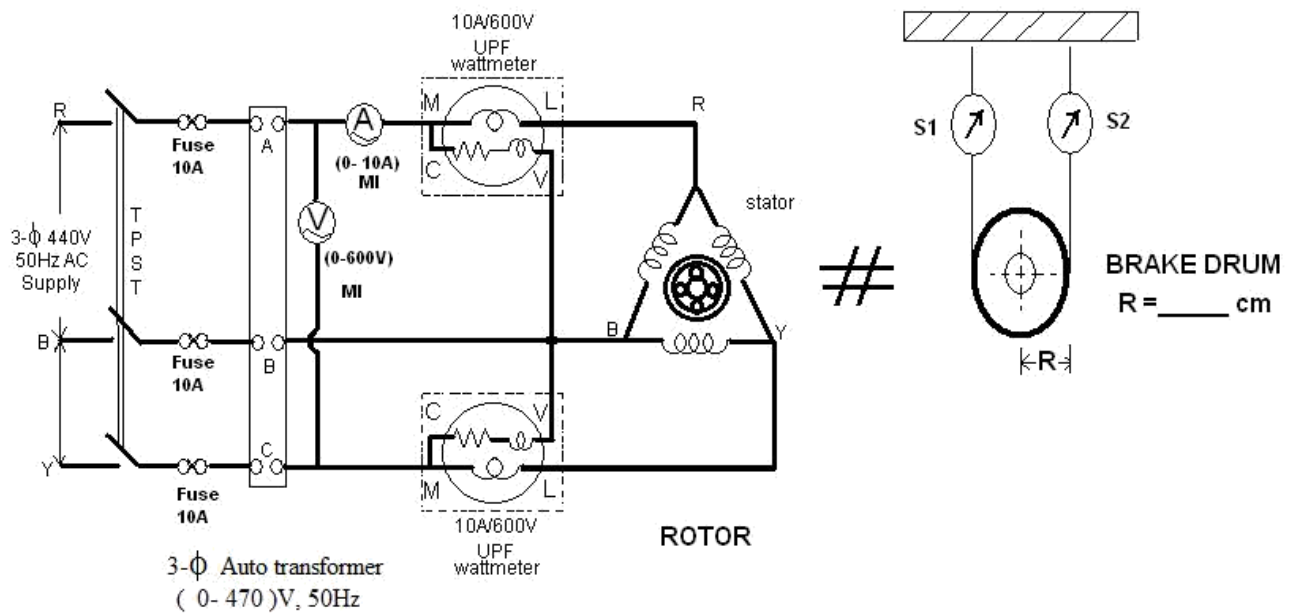 10A/600V
UPF
wattmeter
M
L
C
V
R
Fuse
10A
A
A
(0- 10A)
MI
R
S1
S2
3-ϕ 440V
50Hz AC
Supply
T
P
S
T
V
(0-600V)
MI
stator
BRAKE DRUM
R =_____ cm
B
Fuse
10A
B
B
Y
R
C
V
M
L
Y
C
Fuse
10A
10A/600V
UPF
wattmeter
ROTOR
3-ϕ Auto transformer
( 0- 470 )V, 50Hz